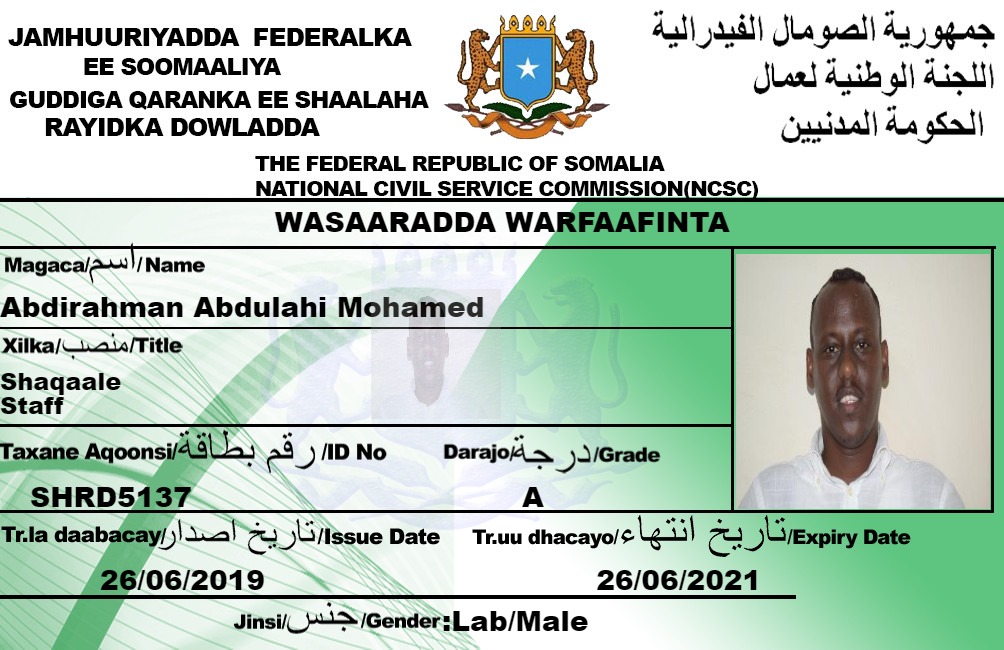 JAMHUURIYADDA FEDERALKA
EE SOOMAALIYA
GUDDIGA QARANKA EE SHAALAHA
RAYIDKA DOWLADDA
جمهورية الصومال الفيدرالية
اللجنة الوطنية لعمال
الحكومة المدنيين
THE FEDERAL REPUBLIC OF SOMALIA
NATIONAL CIVIL SERVICE COMMISSION(NCSC)
WASAARADDA WARFAAFINTA
Magaca/اسم/Name
Abdirahman Abdulahi Mohamed
Xilka/منصب/Title
Shaqaale
Staff
Taxane Aqoonsi/رقم بطاقة/ID No
Darajo/درجة/Grade
SHRD5137
A
Tr.la daabacay/تاريخ اصدار/Issue Date
Tr.uu dhacayo/تاريخ انتهاء/Expiry Date
26/06/2019
26/06/2021
Jinsi/جنس/Gender:Lab/Male